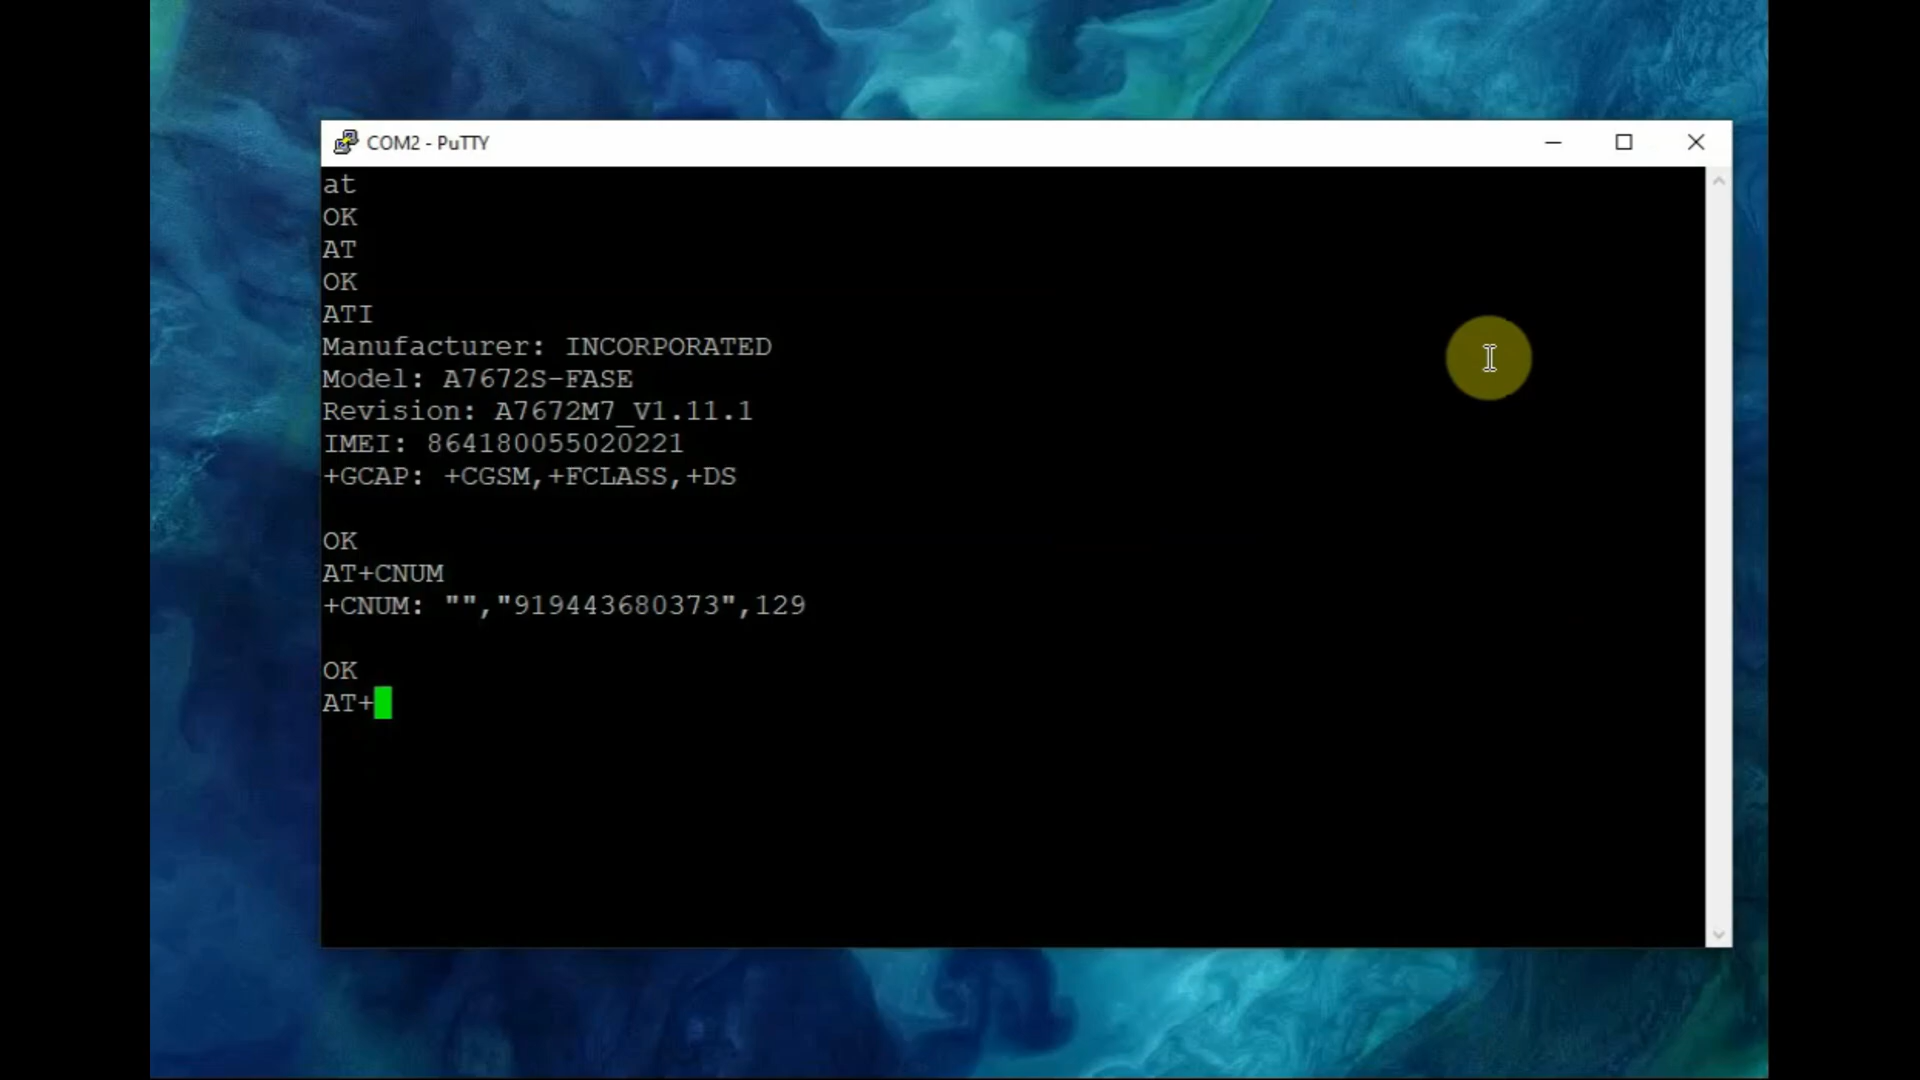 COM2 - PuTTY
at
OK
AT
OK
ATI
Manufacturer: INCORPORATED
Model: A7672S-FASE
Revision: A7672M7_V1.11.1
IMEI: 864180055020221
+GCAP: +CGSM,+FCLASS,+DS
OK
AT+CNUM
+CNUM: "","919443680373",129
OK
AT+